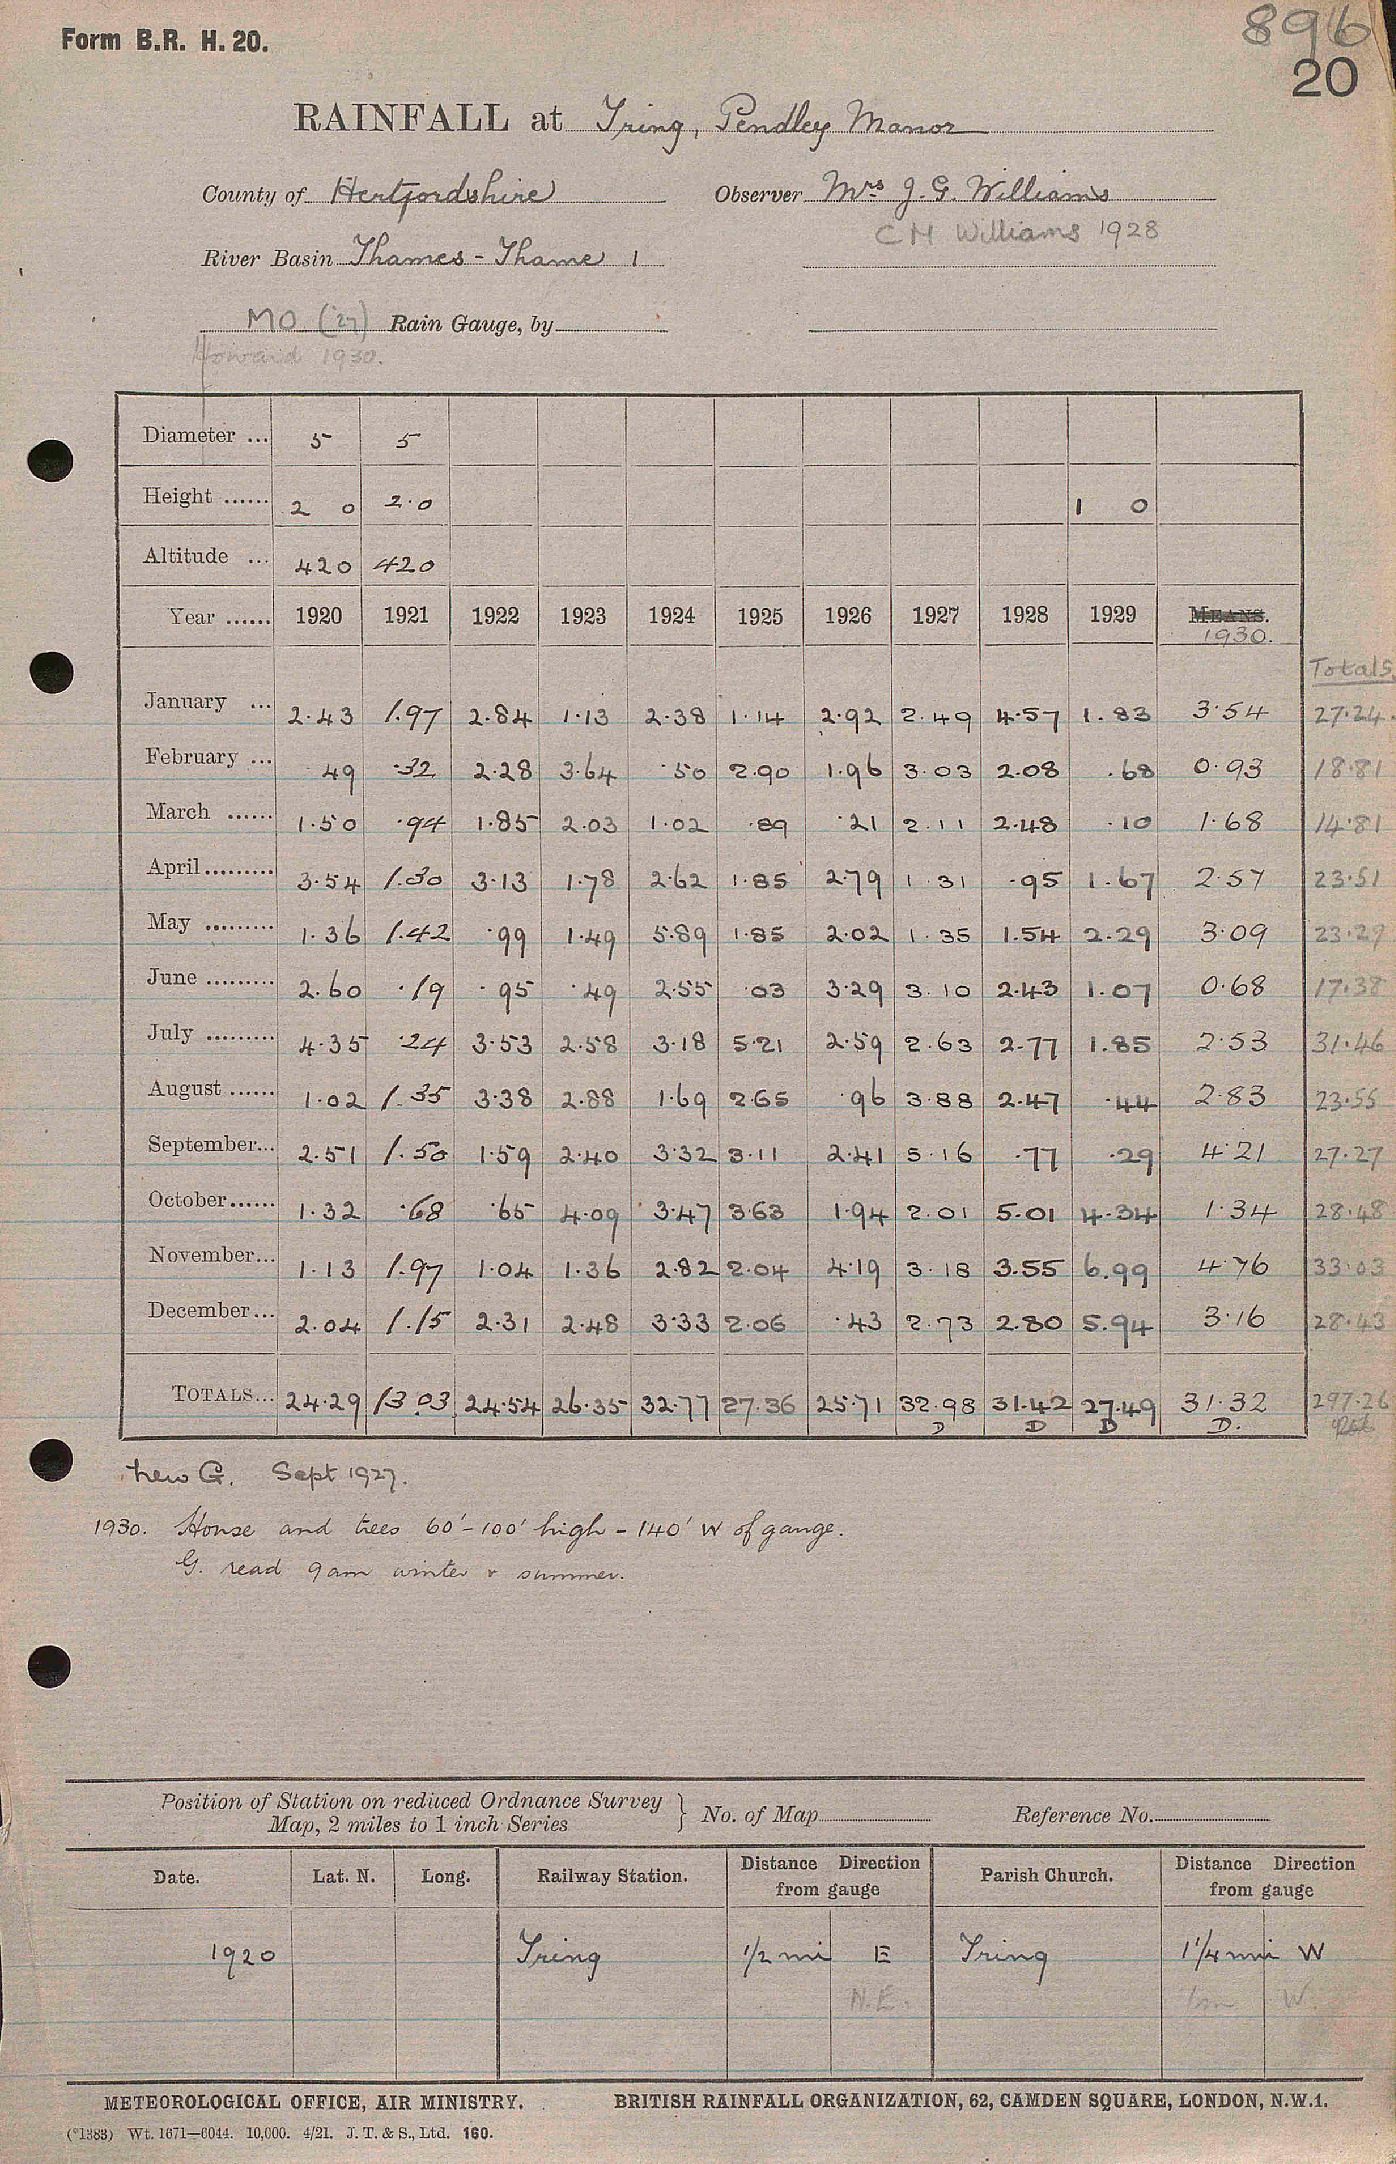 Form B.R. H. 20.
896
20
RAINFALL at Tring, Pendley Manor
County of Hertfordshire Observer Mrs J. G. Williams
C H Williams 1928
River Basin Thames - Thame 1
MO (27) Rain Gauge, by
Howard 1930.
Diameter ... 5 5
Height ...... 2 0 2.0 1 0
Altitude ... 420 420
Year ...... 1920 1921 1922 1923 1924 1925 1926 1927 1928 1929 MEANS.
1930.
Totals
January ... 2.43 1.97 2.84 1.13 2.38 1.14 2.92 2.49 4.57 1.83 3.54 27.24
February ... .49 .32 2.28 3.64 .50 2.90 1.96 3.03 2.08 .68 0.93 18.81
March ...... 1.50 .94 1.85 2.03 1.02 .89 .21 2.11 2.48 .10 1.68 14.81
April ......... 3.54 1.30 3.13 1.78 2.62 1.85 2.79 1.31 .95 1.67 2.57 23.51
May ......... 1.36 1.42 .99 1.49 5.89 1.85 2.02 1.35 1.54 2.29 3.09 23.29
June ......... 2.60 .19 .95 .49 2.55 .03 3.29 3.10 2.43 1.07 0.68 17.38
July ......... 4.35 .24 3.53 2.58 3.18 5.21 2.59 2.63 2.77 1.85 2.53 31.46
August ...... 1.02 1.35 3.38 2.88 1.69 2.65 .96 3.88 2.47 .44 2.83 23.55
September... 2.51 1.50 1.59 2.40 3.32 3.11 2.41 5.16 .77 .29 4.21 27.27
October...... 1.32 .68 .65 4.09 3.47 3.63 1.94 2.01 5.01 4.34 1.34 28.48
November... 1.13 1.97 1.04 1.36 2.82 2.04 4.19 3.18 3.55 6.99 4.76 33.03
December... 2.04 1.15 2.31 2.48 3.33 2.06 .43 2.73 2.80 5.94 3.16 28.43
TOTALS... 24.29 13.03 24.54 26.35 32.77 27.36 25.71 32.98 31.42 27.49 31.32 297.26
D D D D.
New G. Sept 1927.
1930. House and trees 60'-100' high - 140' W of gauge.
G. read 9am winter & summer.
Position of Station on reduced Ordnance Survey
Map, 2 miles to 1 inch Series } No. of Map Reference No.
Date. Lat. N. Long. Railway Station. Distance Direction from gauge Parish Church. Distance Direction from gauge
1920 Tring 1/2 mi E Tring 1 1/4 mi W
N.E. 1m W.
METEOROLOGICAL OFFICE, AIR MINISTRY. BRITISH RAINFALL ORGANIZATION, 62, CAMDEN SQUARE, LONDON, N.W.1.
(*1383) Wt. 1671—6044. 10,000. 4/21. J. T. & S., Ltd. 160.